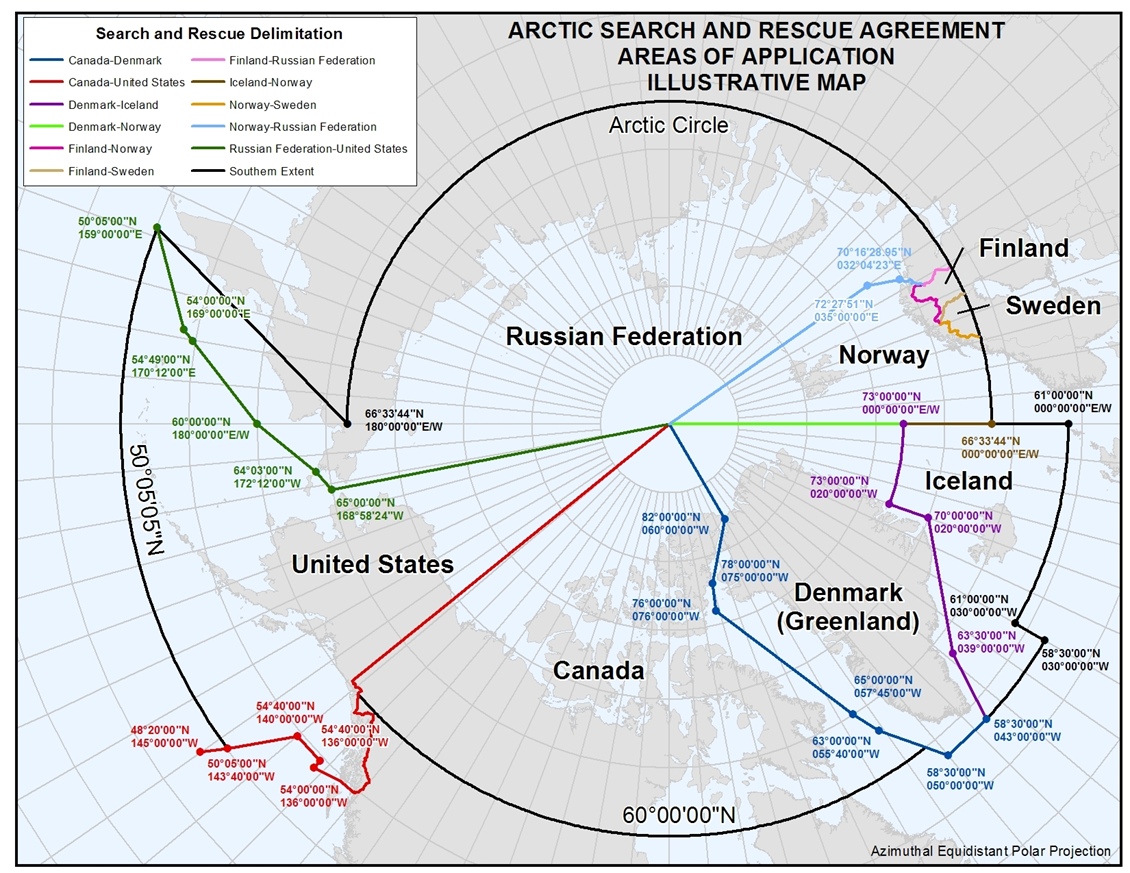 ARCTIC SEARCH AND RESCUE AGREEMENT
AREAS OF APPLICATION
ILLUSTRATIVE MAP
Search and Rescue Delimitation
Canada-Denmark
Canada-United States
Denmark-Iceland
Denmark-Norway
Finland-Norway
Finland-Sweden
Finland-Russian Federation
Iceland-Norway
Norway-Sweden
Norway-Russian Federation
Russian Federation-United States
Southern Extent
Arctic Circle
50°05'00"N
159°00'00"E
54°00'00"N
169°00'00"E
54°49'00"N
170°12'00"E
60°00'00"N
180°00'00"E/W
64°03'00"N
172°12'00"W
65°00'00"N
168°58'24"W
66°33'44"N
180°00'00"E/W
70°16'28.95"N
032°04'23"E
72°27'51"N
035°00'00"E
Finland
Sweden
Russian Federation
Norway
73°00'00"N
000°00'00"E/W
61°00'00"N
000°00'00"E/W
66°33'44"N
000°00'00"E/W
Iceland
73°00'00"N
020°00'00"W
70°00'00"N
020°00'00"W
50°05'05"N
United States
82°00'00"N
060°00'00"W
78°00'00"N
075°00'00"W
76°00'00"N
076°00'00"W
Denmark
(Greenland)
61°00'00"N
030°00'00"W
63°30'00"N
039°00'00"W
58°30'00"N
030°00'00"W
Canada
65°00'00"N
057°45'00"W
63°00'00"N
055°40'00"W
58°30'00"N
043°00'00"W
58°30'00"N
050°00'00"W
54°40'00"N
140°00'00"W
54°40'00"N
136°00'00"W
48°20'00"N
145°00'00"W
50°05'00"N
143°40'00"W
54°00'00"N
136°00'00"W
60°00'00"N
Azimuthal Equidistant Polar Projection